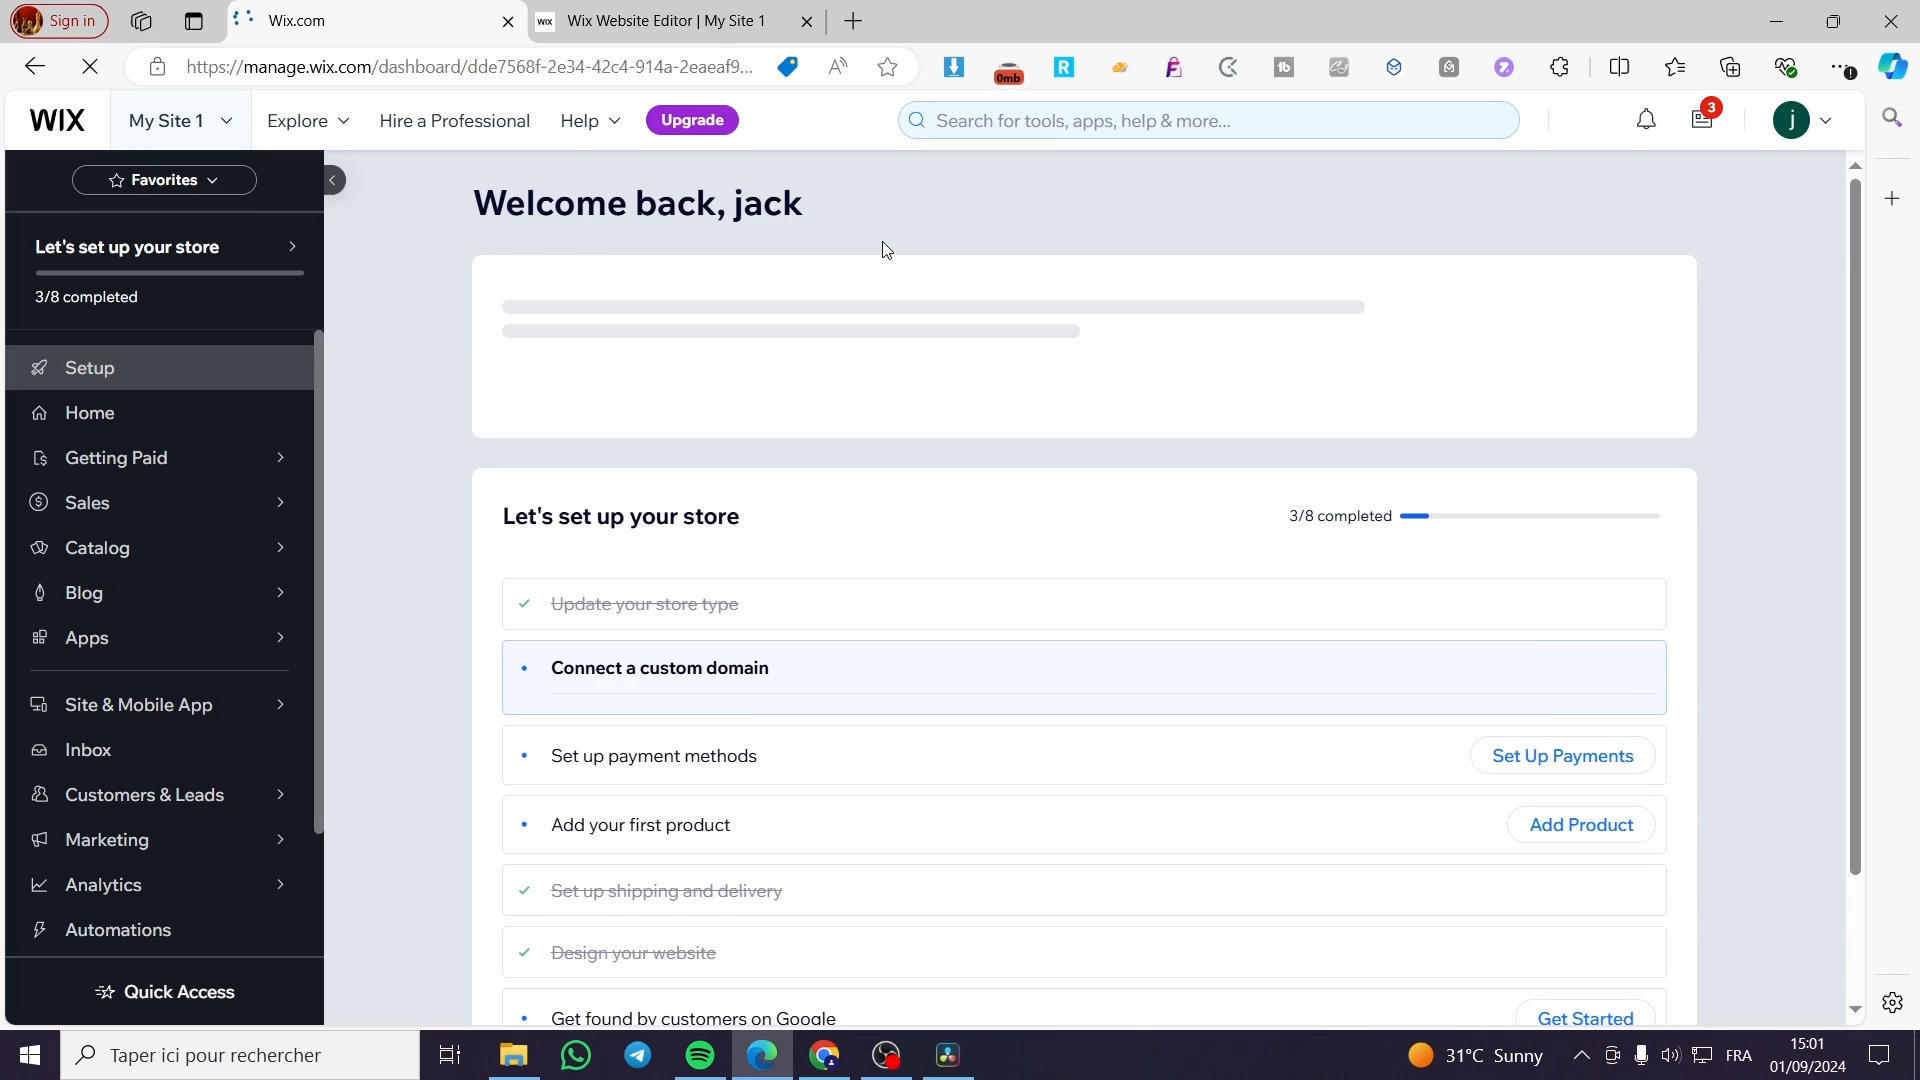 Sign in
Wix.com
WIX
Wix Website Editor | My Site 1
https://manage.wix.com/dashboard/dde7568f-2e34-42c4-914a-2eaeaf9...
0mb
WIX
My Site 1
Explore
Hire a Professional
Help
Upgrade
Search for tools, apps, help & more...
3
j
Favorites
Let's set up your store
3/8 completed
Setup
Home
Getting Paid
Sales
Catalog
Blog
Apps
Site & Mobile App
Inbox
Customers & Leads
Marketing
Analytics
Automations
Quick Access
Welcome back, jack
Let's set up your store
3/8 completed
Update your store type
Connect a custom domain
Set up payment methods
Set Up Payments
Add your first product
Add Product
Set up shipping and delivery
Design your website
Get found by customers on Google
Get Started
Taper ici pour rechercher
31°C Sunny
FRA
15:01
01/09/2024